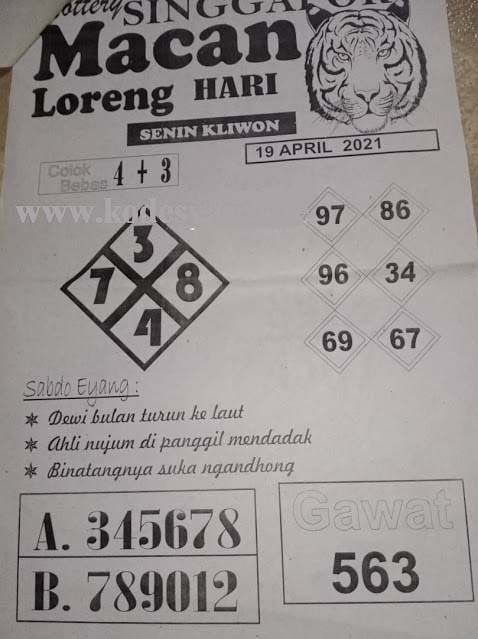 Lottery SINGGAPOR
Macan
Loreng HARI
SENIN KLIWON
19 APRIL 2021
Colok
Bebas 4 + 3
97 86
3
7 8
4
96 34
69 67
Sabdo Eyang :
Dewi bulan turun ke laut
Ahli nujum di panggil mendadak
Binatangnya suka ngandhong
A. 345678
B. 789012
Gawat
563